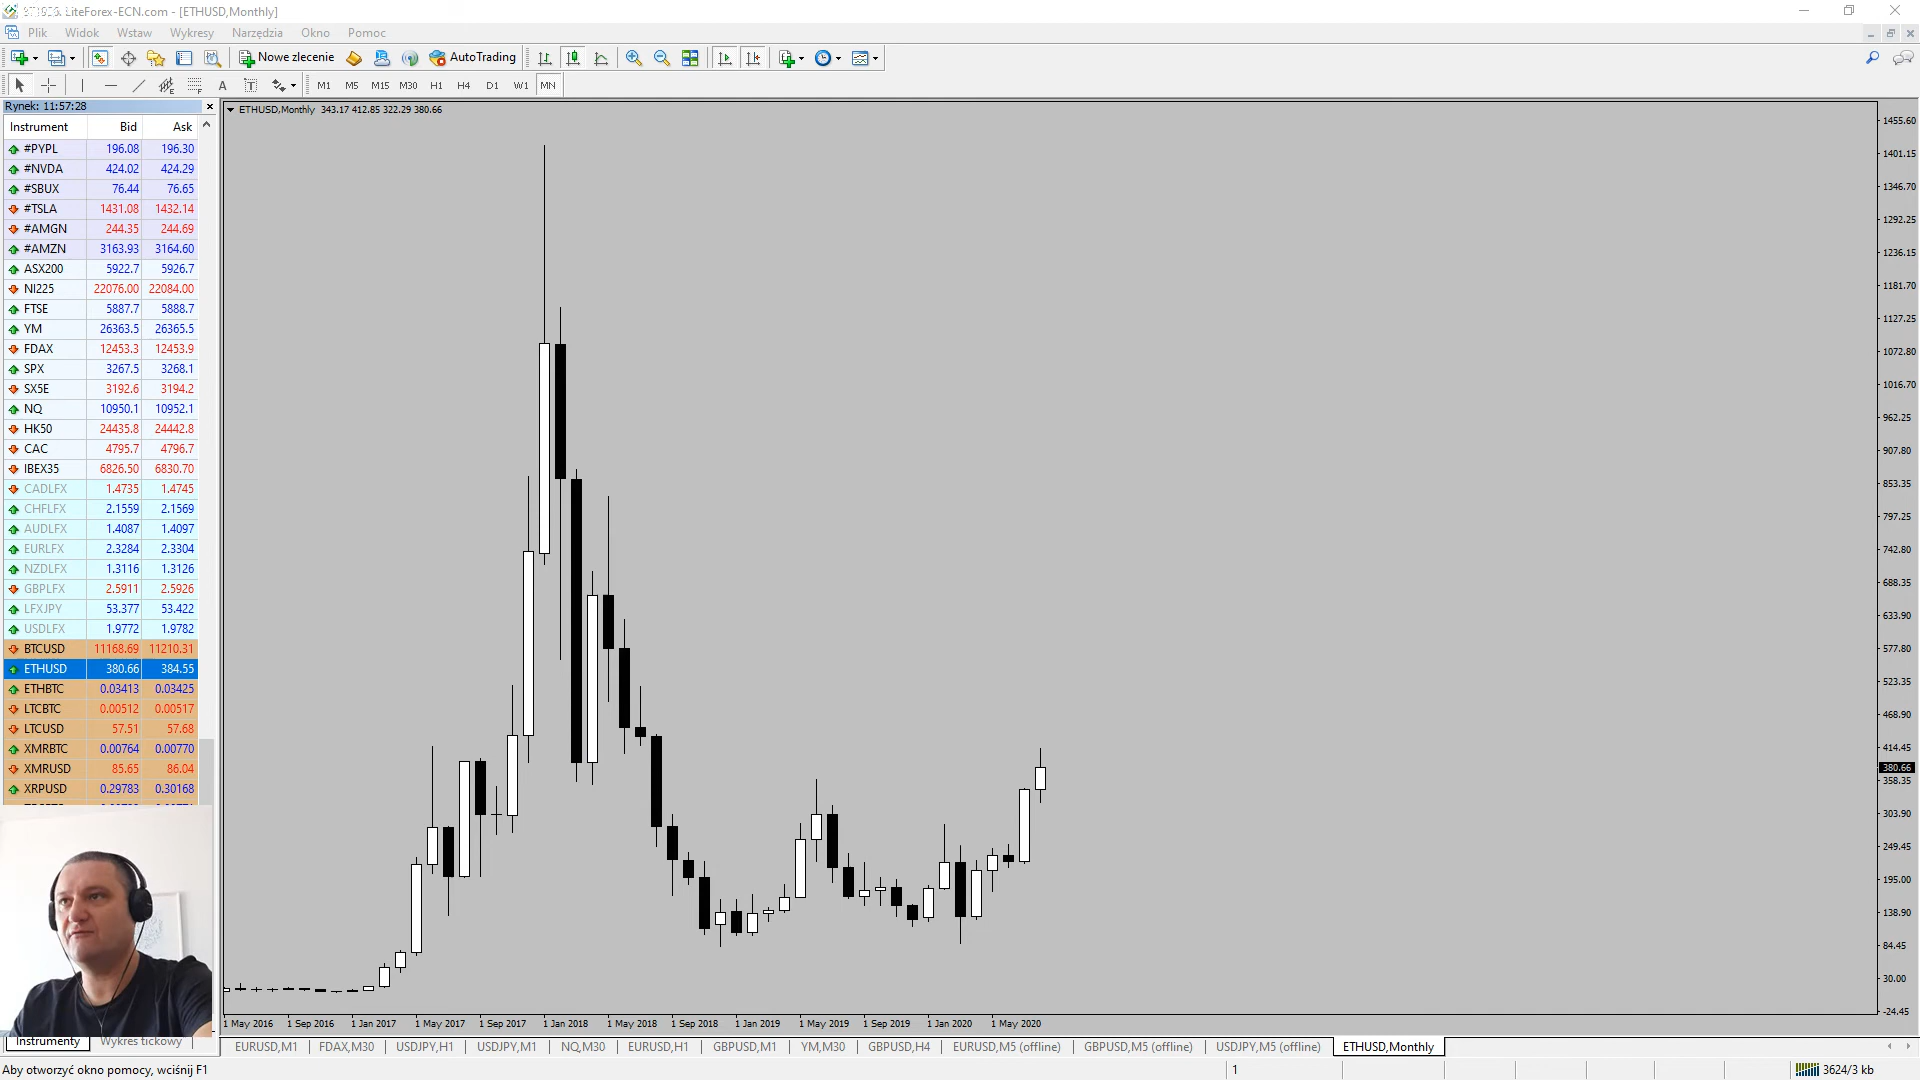 LiteForex-ECN.com - [ETHUSD,Monthly]
Plik Widok Wstaw Wykresy Narzędzia Okno Pomoc
Nowe zlecenie AutoTrading
A T M1 M5 M15 M30 H1 H4 D1 W1 MN
Rynek: 11:57:28
Instrument Bid Ask
#PYPL 196.08 196.30
#NVDA 424.02 424.29
#SBUX 76.44 76.65
#TSLA 1431.08 1432.14
#AMGN 244.35 244.69
#AMZN 3163.93 3164.60
ASX200 5922.7 5926.7
NI225 22076.00 22084.00
FTSE 5887.7 5888.7
YM 26363.5 26365.5
FDAX 12453.3 12453.9
SPX 3267.5 3268.1
SX5E 3192.6 3194.2
NQ 10950.1 10952.1
HK50 24435.8 24442.8
CAC 4795.7 4796.7
IBEX35 6826.50 6830.70
CADLFX 1.4735 1.4745
CHFLFX 2.1559 2.1569
AUDLFX 1.4087 1.4097
EURLFX 2.3284 2.3304
NZDLFX 1.3116 1.3126
GBPLFX 2.5911 2.5926
LFXJPY 53.377 53.422
USDLFX 1.9772 1.9782
BTCUSD 11168.69 11210.31
ETHUSD 380.66 384.55
ETHBTC 0.03413 0.03425
LTCBTC 0.00512 0.00517
LTCUSD 57.51 57.68
XMRBTC 0.00764 0.00770
XMRUSD 85.65 86.04
XRPUSD 0.29783 0.30168
Instrumenty Wykres tickowy
ETHUSD,Monthly 343.17 412.85 322.29 380.66
1455.60
1401.15
1346.70
1292.25
1236.15
1181.70
1127.25
1072.80
1016.70
962.25
907.80
853.35
797.25
742.80
688.35
633.90
577.80
523.35
468.90
414.45
380.66
358.35
303.90
249.45
195.00
138.90
84.45
30.00
-24.45
1 May 2016 1 Sep 2016 1 Jan 2017 1 May 2017 1 Sep 2017 1 Jan 2018 1 May 2018 1 Sep 2018 1 Jan 2019 1 May 2019 1 Sep 2019 1 Jan 2020 1 May 2020
EURUSD,M1 FDAX,M30 USDJPY,H1 USDJPY,M1 NQ,M30 EURUSD,H1 GBPUSD,M1 YM,M30 GBPUSD,H4 EURUSD,M5 (offline) GBPUSD,M5 (offline) USDJPY,M5 (offline) ETHUSD,Monthly
Aby otworzyć okno pomocy, wciśnij F1 1 3624/3 kb